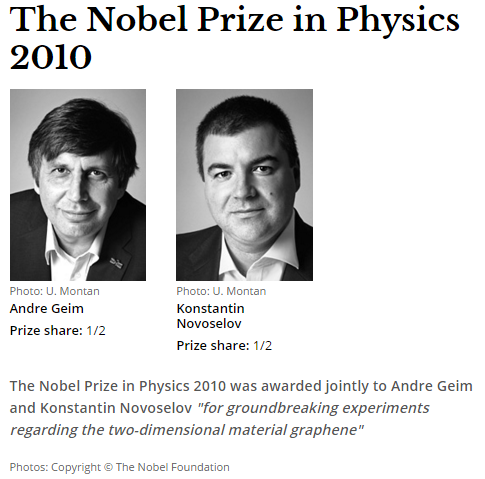 The Nobel Prize in Physics
2010
Photo: U. Montan
Andre Geim
Prize share: 1/2
Photo: U. Montan
Konstantin
Novoselov
Prize share: 1/2
The Nobel Prize in Physics 2010 was awarded jointly to Andre Geim
and Konstantin Novoselov "for groundbreaking experiments
regarding the two-dimensional material graphene"
Photos: Copyright © The Nobel Foundation